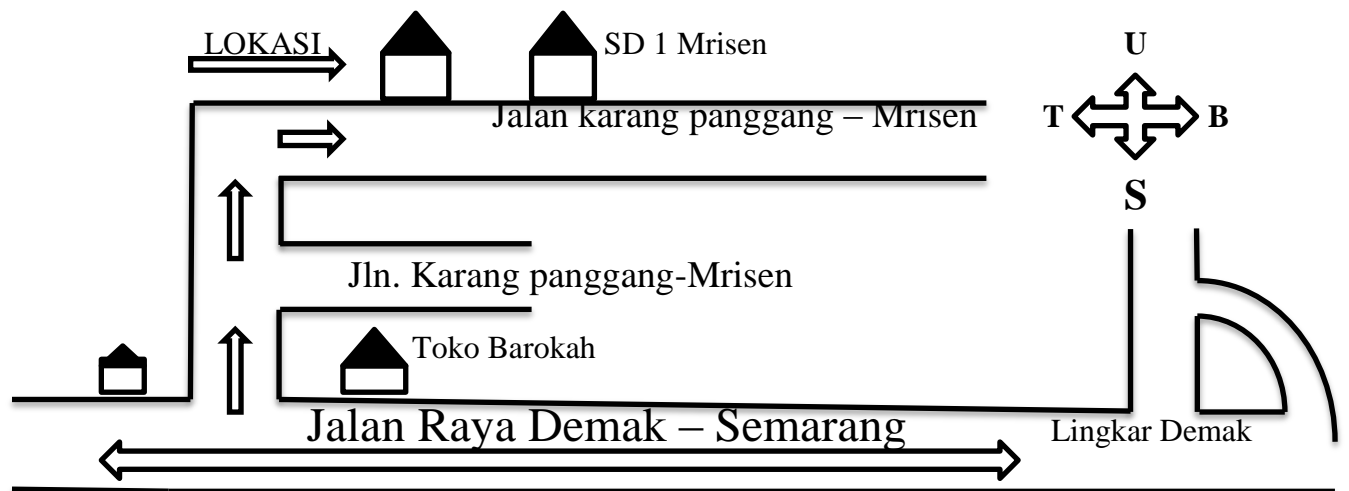 LOKASI
SD 1 Mrisen
U
Jalan karang panggang – Mrisen
T
B
S
Jln. Karang panggang-Mrisen
Toko Barokah
Jalan Raya Demak – Semarang
Lingkar Demak